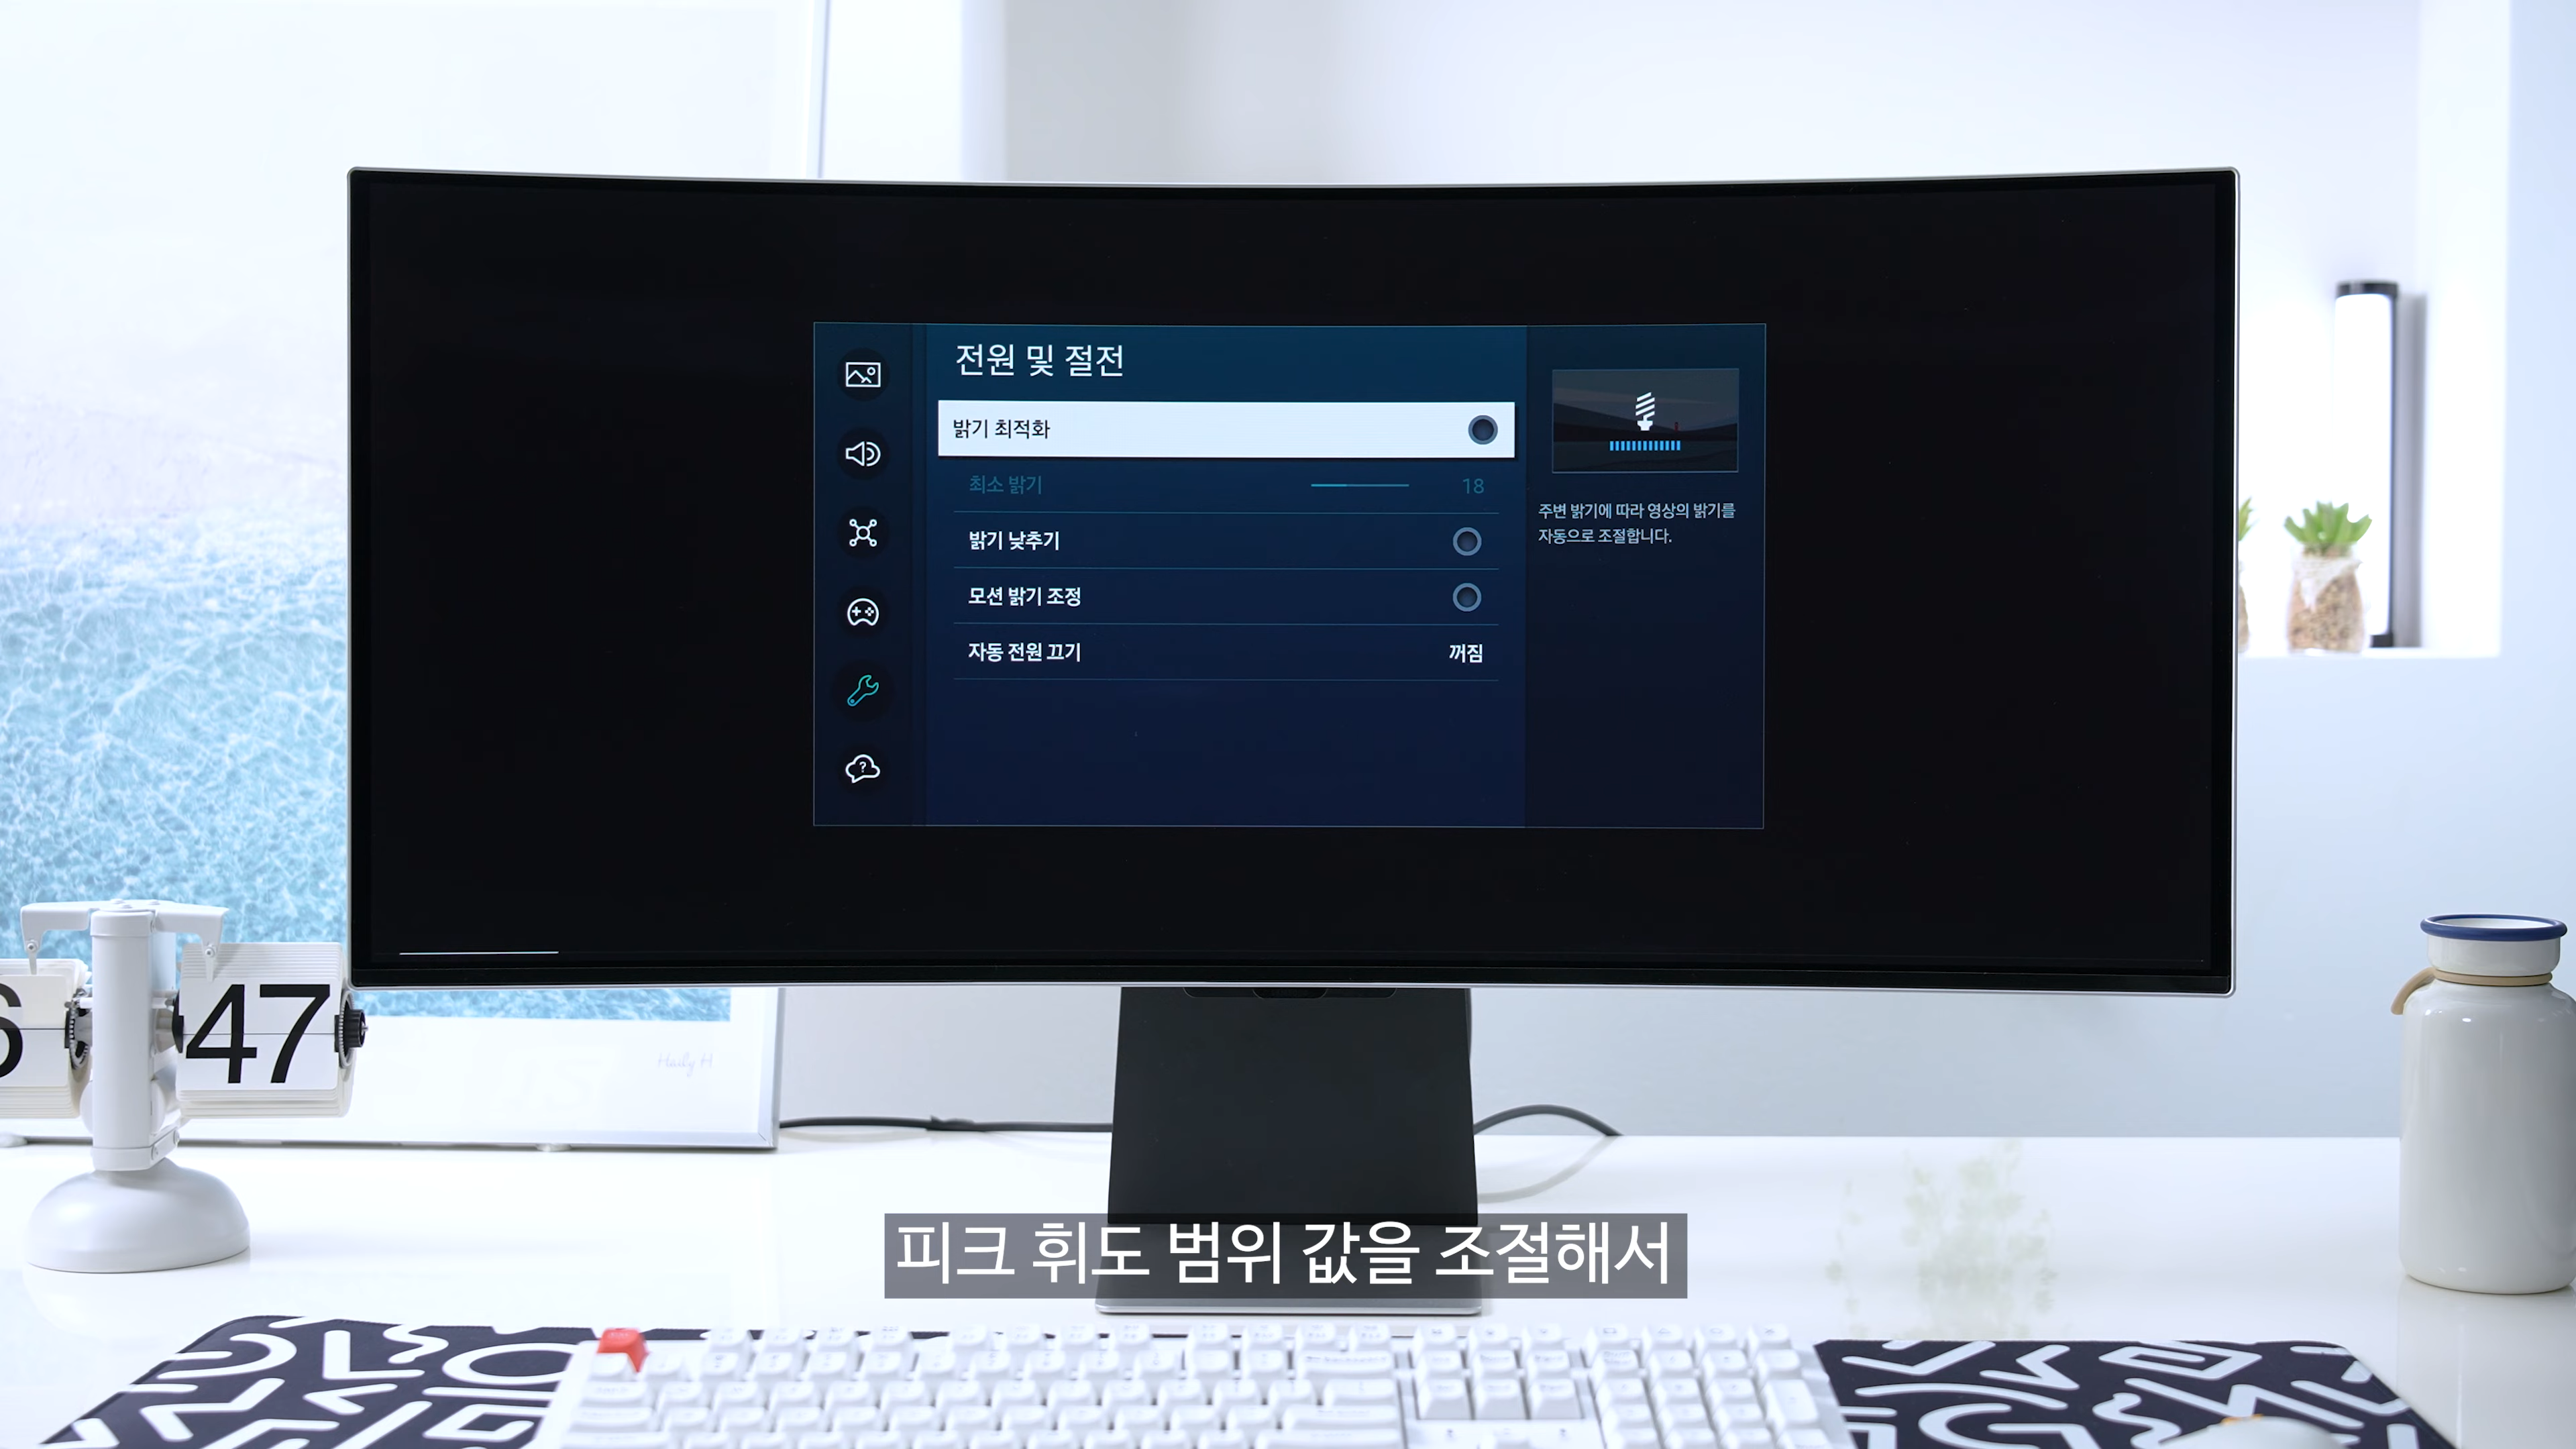 전원 및 절전
밝기 최적화
최소 밝기 18
밝기 낮추기
모션 밝기 조정
자동 전원 끄기 꺼짐
주변 밝기에 따라 영상의 밝기를
자동으로 조절합니다.
?
6 47
Haily H
피크 휘도 범위 값을 조절해서